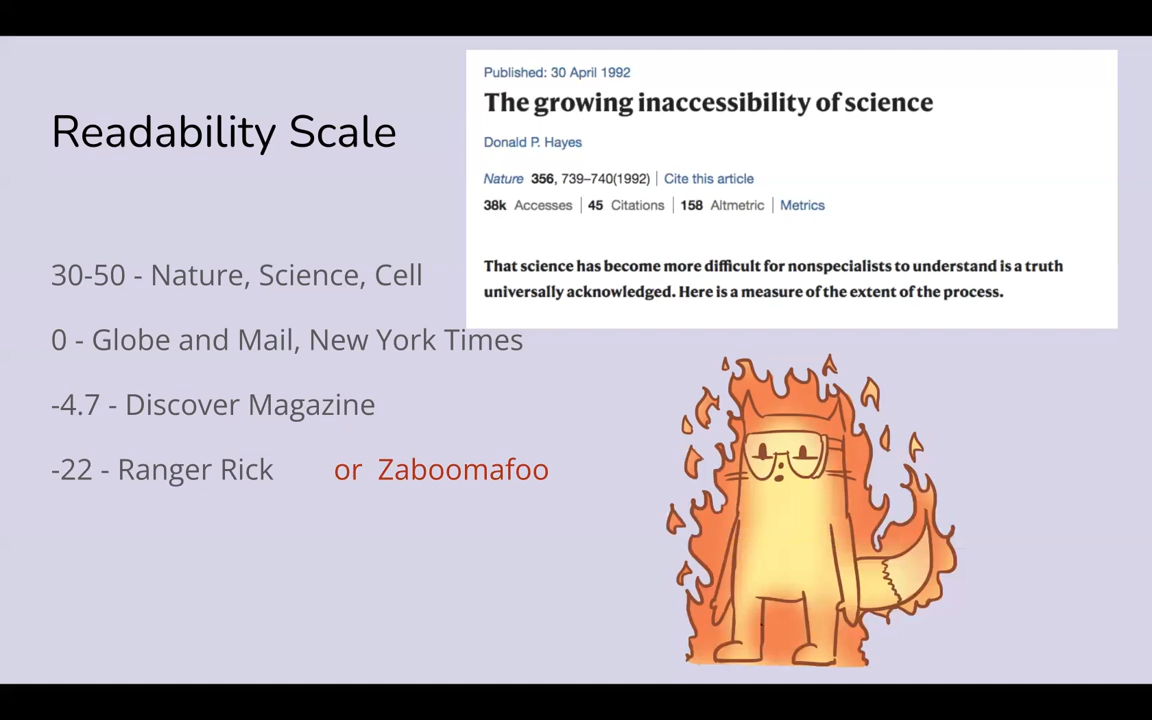 Readability Scale
Published: 30 April 1992
The growing inaccessibility of science
Donald P. Hayes
Nature 356, 739–740(1992) | Cite this article
38k Accesses | 45 Citations | 158 Altmetric | Metrics
That science has become more difficult for nonspecialists to understand is a truth
universally acknowledged. Here is a measure of the extent of the process.
30-50 - Nature, Science, Cell
0 - Globe and Mail, New York Times
-4.7 - Discover Magazine
-22 - Ranger Rick or Zaboomafoo